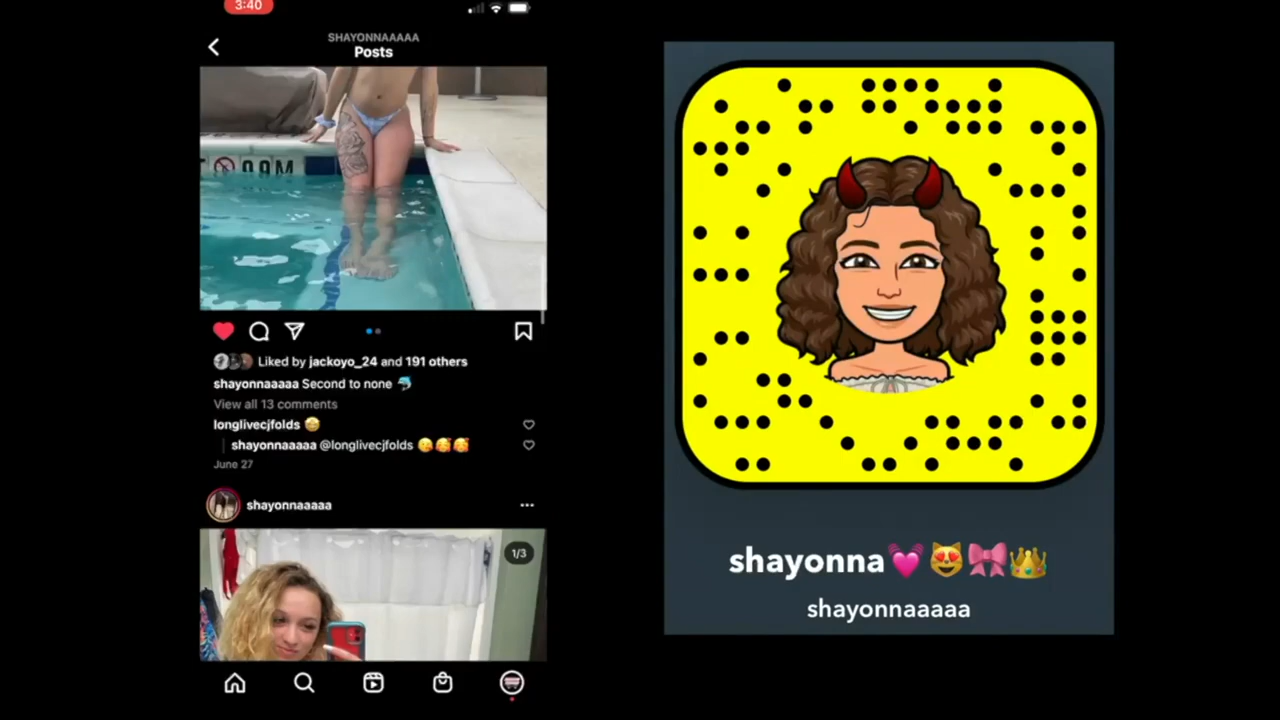 3:40
SHAYONNAAAAA
Posts
09M
Liked by jackoyo_24 and 191 others
shayonnaaaaa Second to none 🐬
View all 13 comments
longlivecjfolds 🤩
shayonnaaaaa @longlivecjfolds 😋🥰🥰
June 27
shayonnaaaaa
1/3
shayonna💓😻🎀👑
shayonnaaaaa